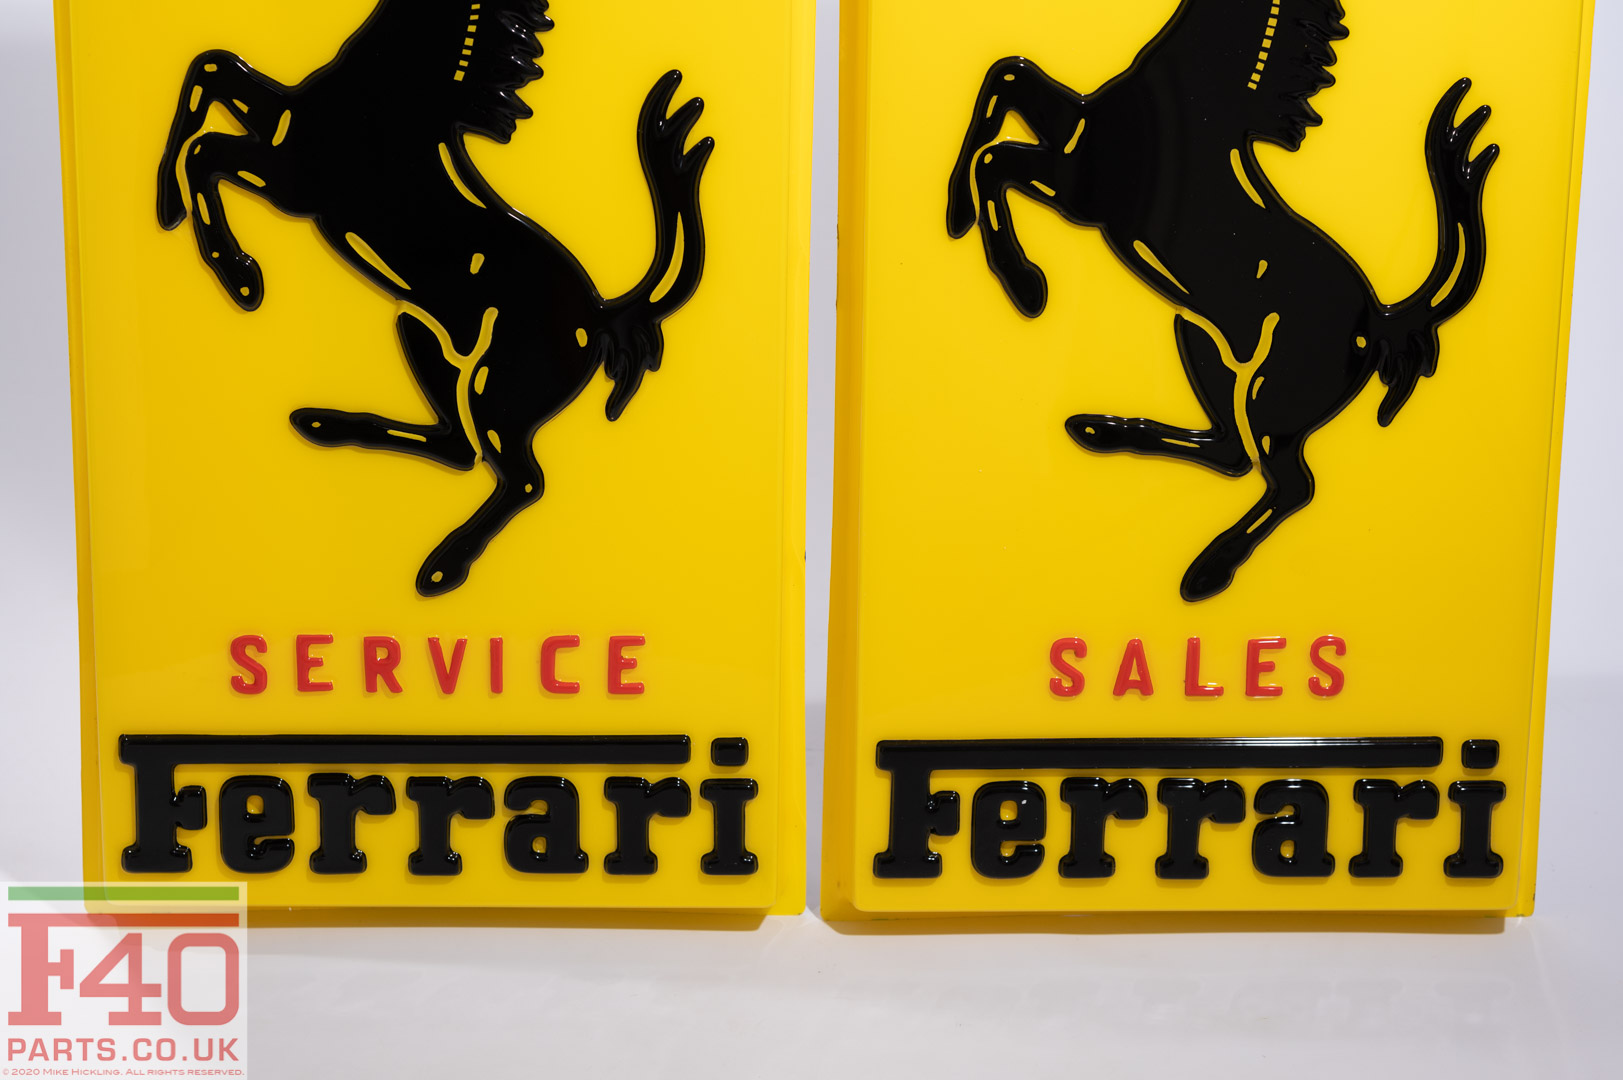 SERVICE
Ferrari
SALES
Ferrari
F40
PARTS.CO.UK
© 2020 MIKE HICKLING. ALL RIGHTS RESERVED.